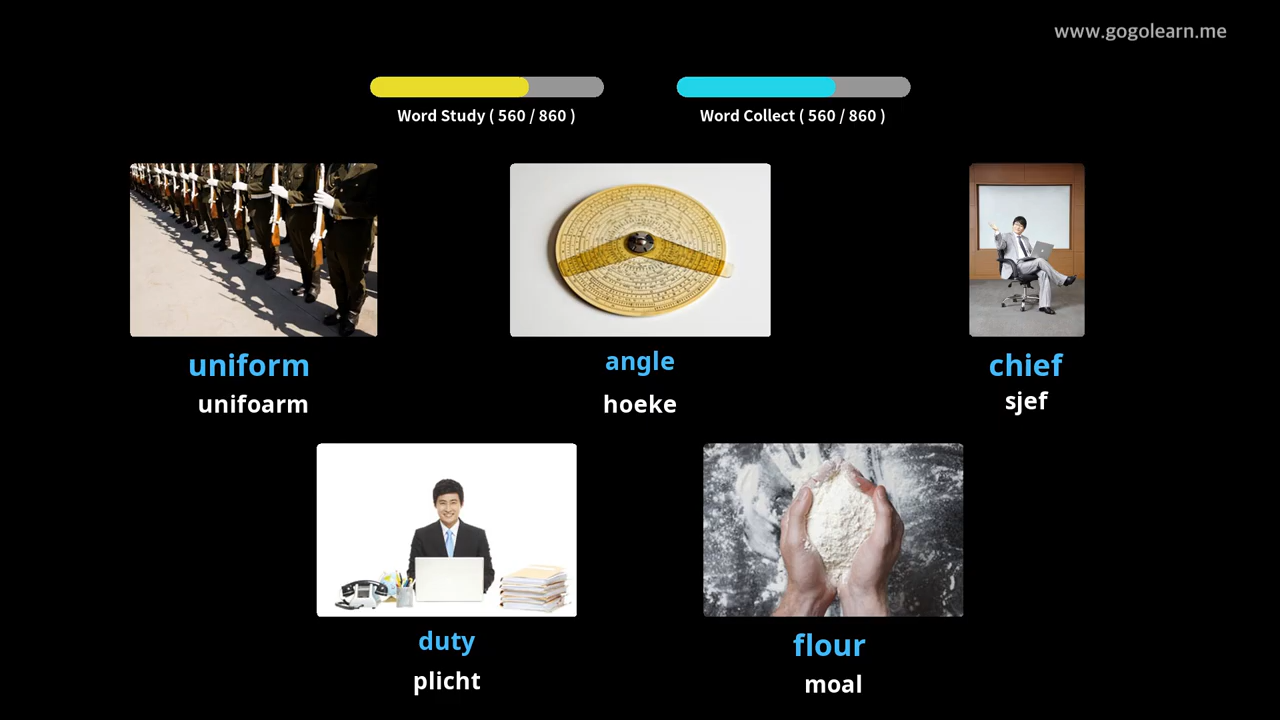 www.gogolearn.me
Word Study ( 560 / 860 )
Word Collect ( 560 / 860 )
uniform
unifoarm
angle
hoeke
chief
sjef
duty
plicht
flour
moal